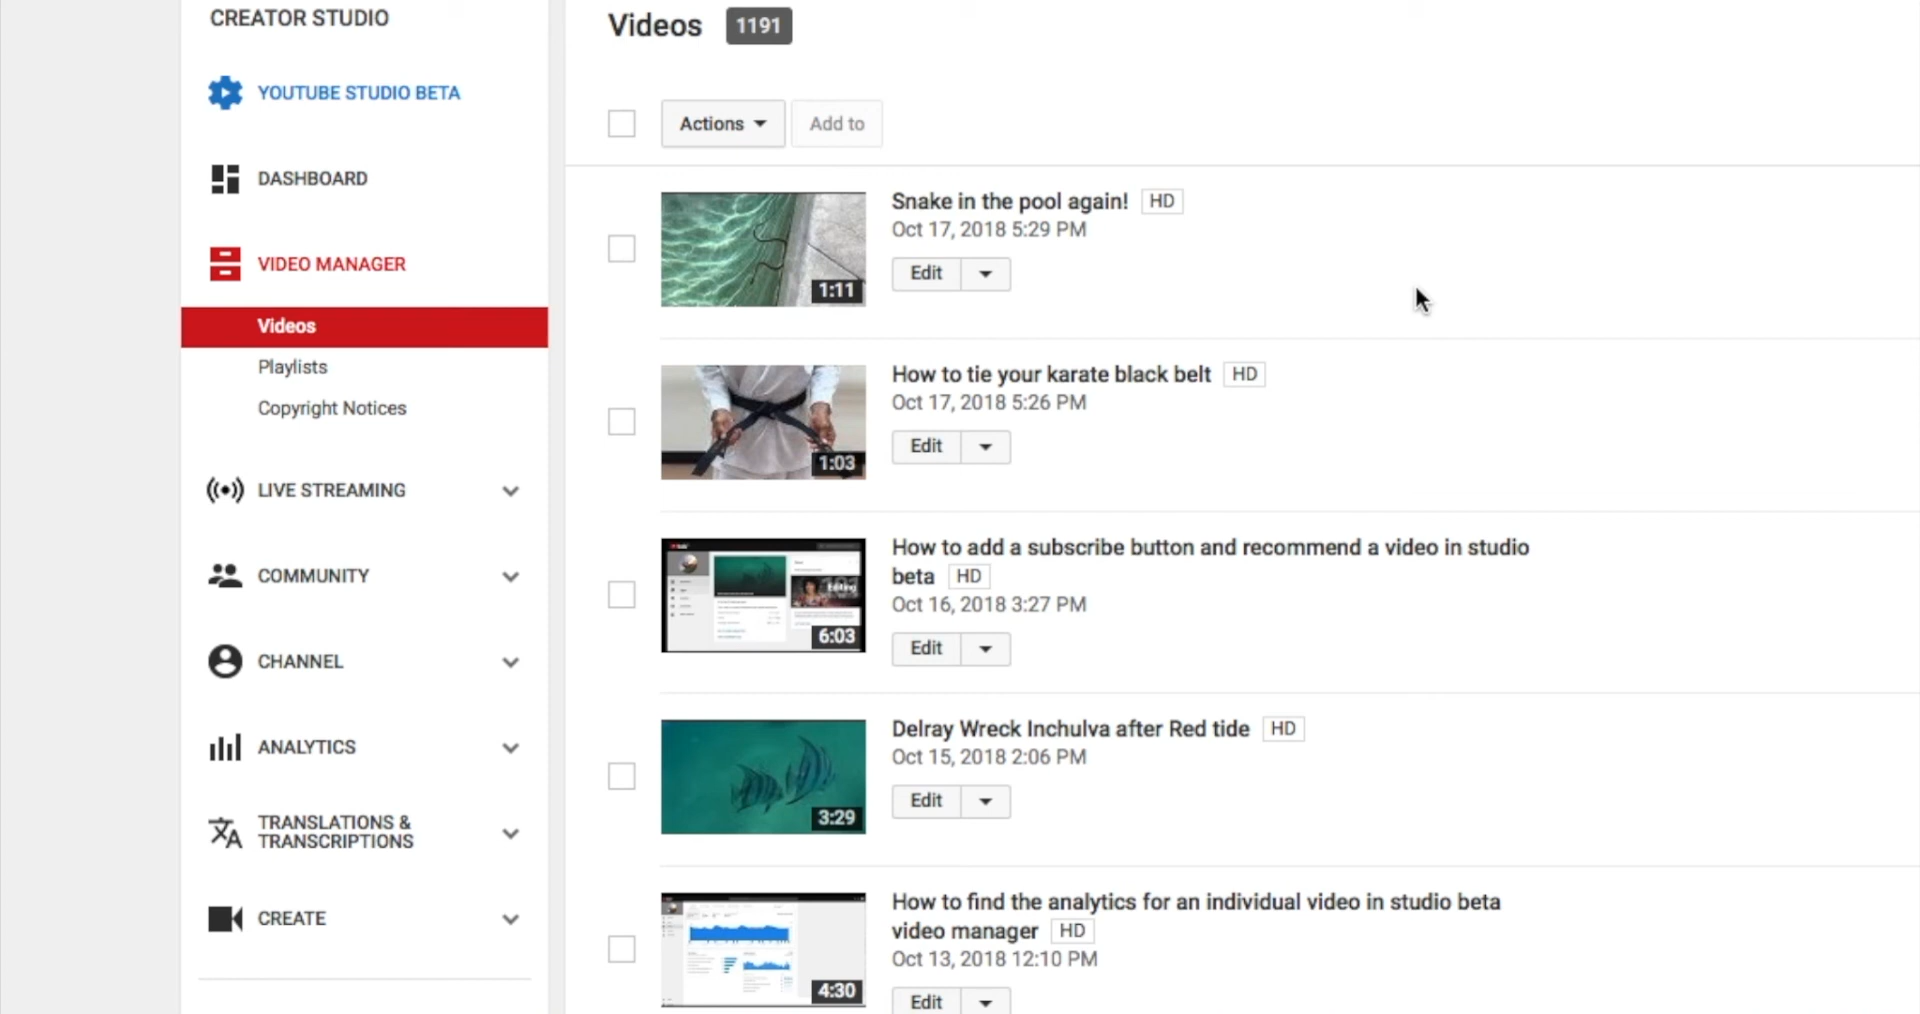 CREATOR STUDIO
YOUTUBE STUDIO BETA
DASHBOARD
VIDEO MANAGER
Videos
Playlists
Copyright Notices
LIVE STREAMING
COMMUNITY
CHANNEL
ANALYTICS
TRANSLATIONS &
TRANSCRIPTIONS
CREATE
Videos 1191
Actions Add to
Snake in the pool again! HD
Oct 17, 2018 5:29 PM
Edit
1:11
How to tie your karate black belt HD
Oct 17, 2018 5:26 PM
Edit
1:03
How to add a subscribe button and recommend a video in studio
beta HD
Oct 16, 2018 3:27 PM
Edit
Editing
6:03
Delray Wreck Inchulva after Red tide HD
Oct 15, 2018 2:06 PM
Edit
3:29
How to find the analytics for an individual video in studio beta
video manager HD
Oct 13, 2018 12:10 PM
Edit
4:30